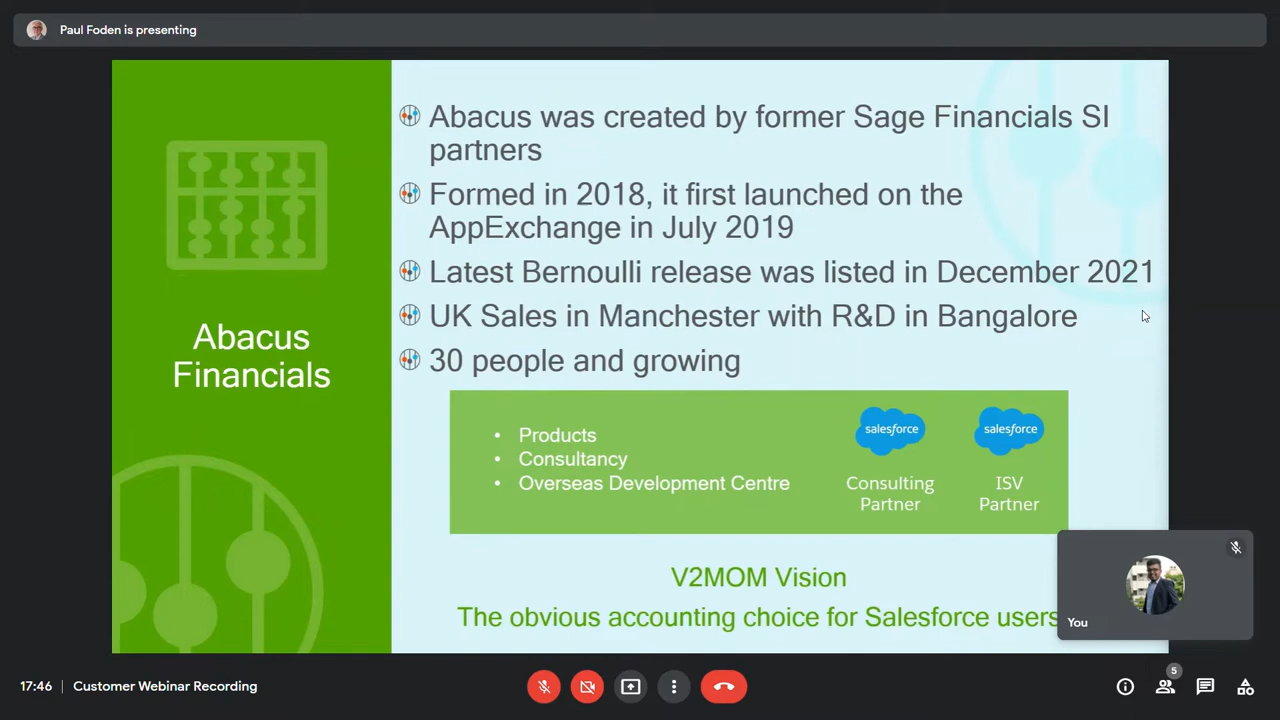 Paul Foden is presenting
Abacus
Financials
Abacus was created by former Sage Financials SI
partners
Formed in 2018, it first launched on the
AppExchange in July 2019
Latest Bernoulli release was listed in December 2021
UK Sales in Manchester with R&D in Bangalore
30 people and growing
• Products
• Consultancy
• Overseas Development Centre
salesforce
Consulting
Partner
salesforce
ISV
Partner
V2MOM Vision
The obvious accounting choice for Salesforce users
You
17:46 | Customer Webinar Recording
5